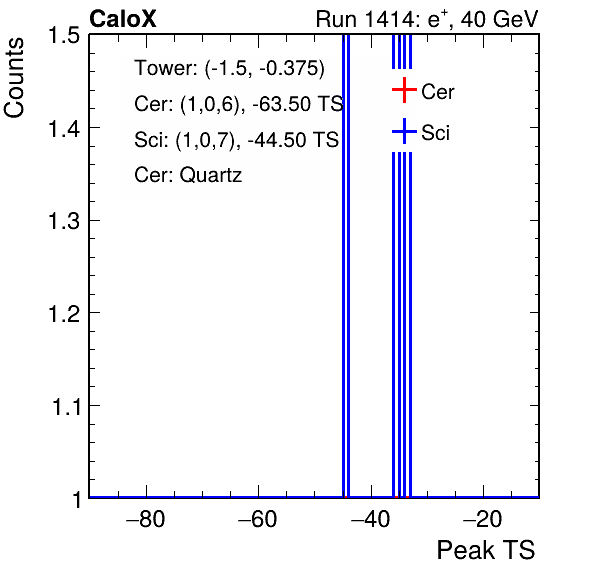 CaloX Run 1414: e+, 40 GeV
Counts
1.5
1.4
1.3
1.2
1.1
1
Tower: (-1.5, -0.375)
Cer: (1,0,6), -63.50 TS
Sci: (1,0,7), -44.50 TS
Cer: Quartz
Cer
Sci
−80 −60 −40 −20
Peak TS